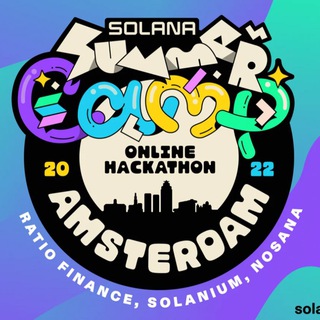 SOLANA
SUMMER
CAMP
ONLINE
HACKATHON
20 22
AMSTERDAM
RATIO FINANCE, SOLANIUM, NOSANA
sola